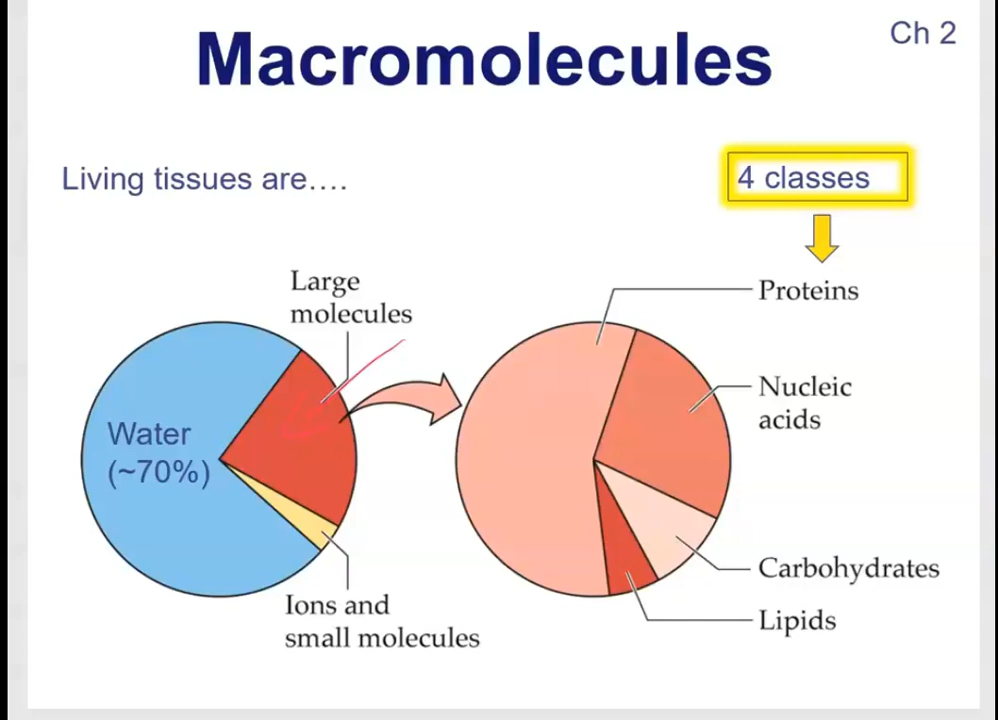 Ch 2
Macromolecules
Living tissues are….
4 classes
Large
molecules
Water
(~70%)
Ions and
small molecules
Proteins
Nucleic
acids
Carbohydrates
Lipids